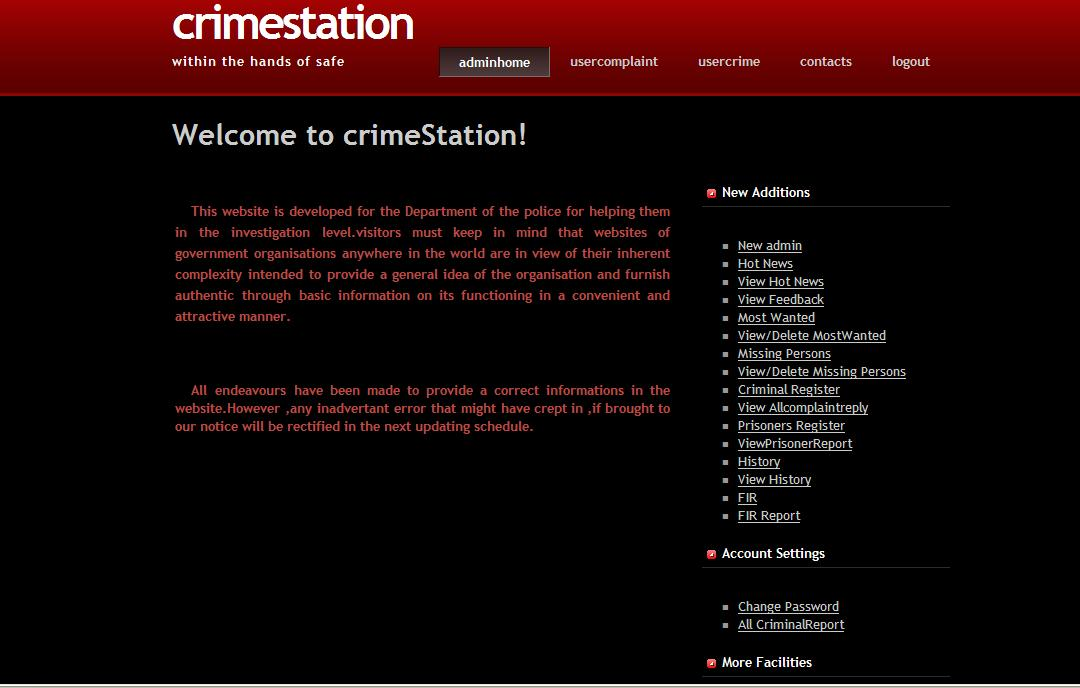 crimestation
within the hands of safe
adminhome usercomplaint usercrime contacts logout
Welcome to crimeStation!
This website is developed for the Department of the police for helping them
in the investigation level.visitors must keep in mind that websites of
government organisations anywhere in the world are in view of their inherent
complexity intended to provide a general idea of the organisation and furnish
authentic through basic information on its functioning in a convenient and
attractive manner.
All endeavours have been made to provide a correct informations in the
website.However ,any inadvertant error that might have crept in ,if brought to
our notice will be rectified in the next updating schedule.
New Additions
New admin
Hot News
View Hot News
View Feedback
Most Wanted
View/Delete MostWanted
Missing Persons
View/Delete Missing Persons
Criminal Register
View Allcomplaintreply
Prisoners Register
ViewPrisonerReport
History
View History
FIR
FIR Report
Account Settings
Change Password
All CriminalReport
More Facilities